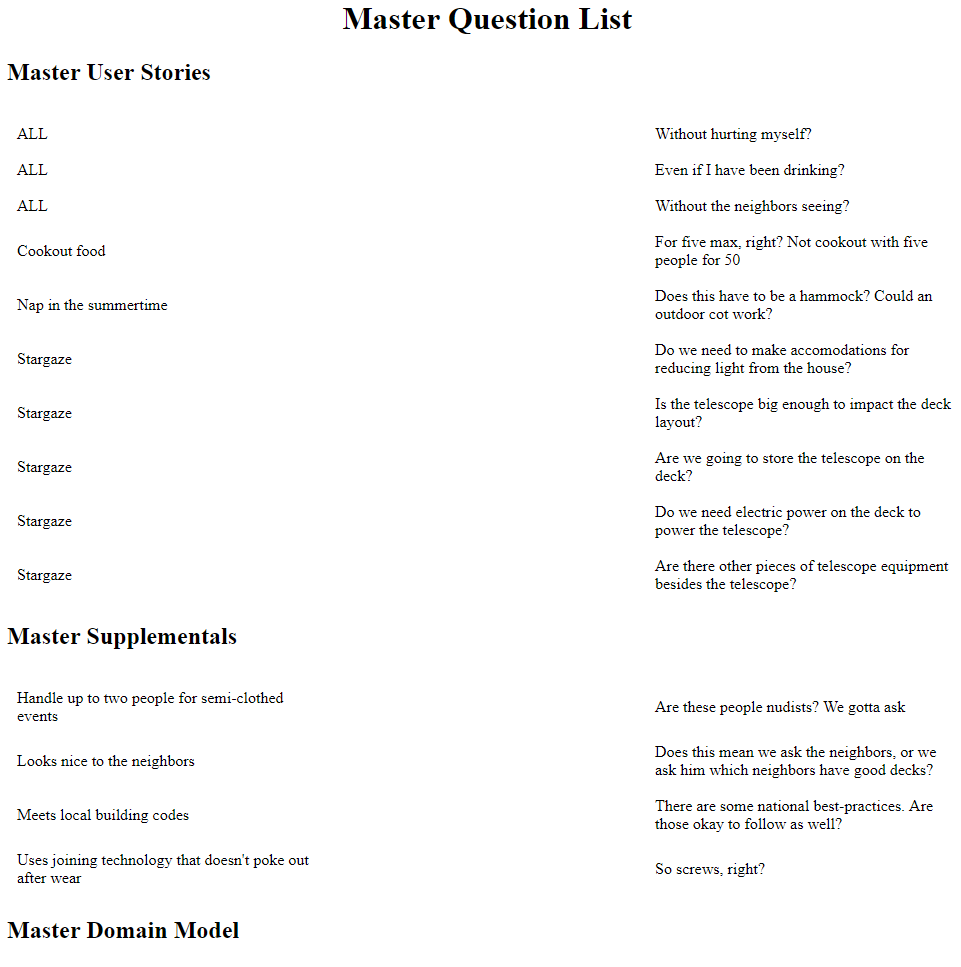 Master Question List
Master User Stories
ALL
Without hurting myself?
ALL
Even if I have been drinking?
ALL
Without the neighbors seeing?
Cookout food
For five max, right? Not cookout with five
people for 50
Nap in the summertime
Does this have to be a hammock? Could an
outdoor cot work?
Stargaze
Do we need to make accomodations for
reducing light from the house?
Stargaze
Is the telescope big enough to impact the deck
layout?
Stargaze
Are we going to store the telescope on the
deck?
Stargaze
Do we need electric power on the deck to
power the telescope?
Stargaze
Are there other pieces of telescope equipment
besides the telescope?
Master Supplementals
Handle up to two people for semi-clothed
events
Are these people nudists? We gotta ask
Looks nice to the neighbors
Does this mean we ask the neighbors, or we
ask him which neighbors have good decks?
Meets local building codes
There are some national best-practices. Are
those okay to follow as well?
Uses joining technology that doesn't poke out
after wear
So screws, right?
Master Domain Model